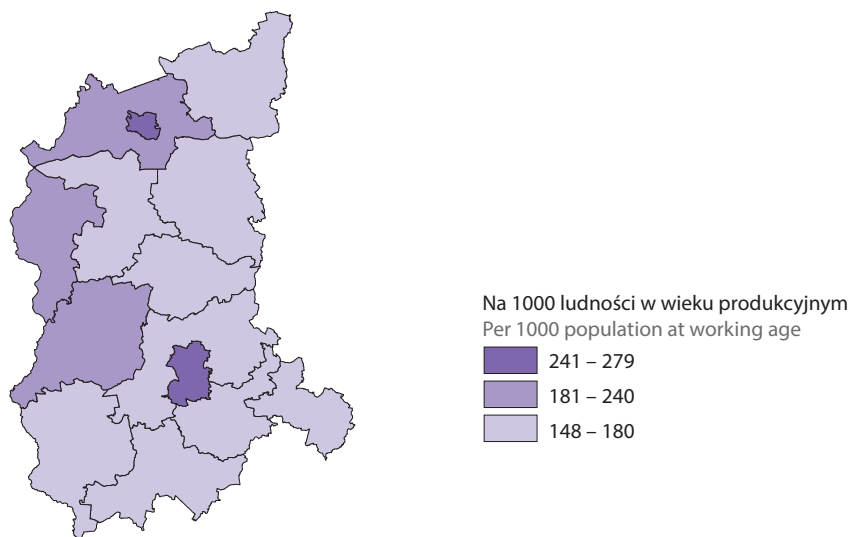 Na 1000 ludności w wieku produkcyjnym
Per 1000 population at working age
241 – 279
181 – 240
148 – 180